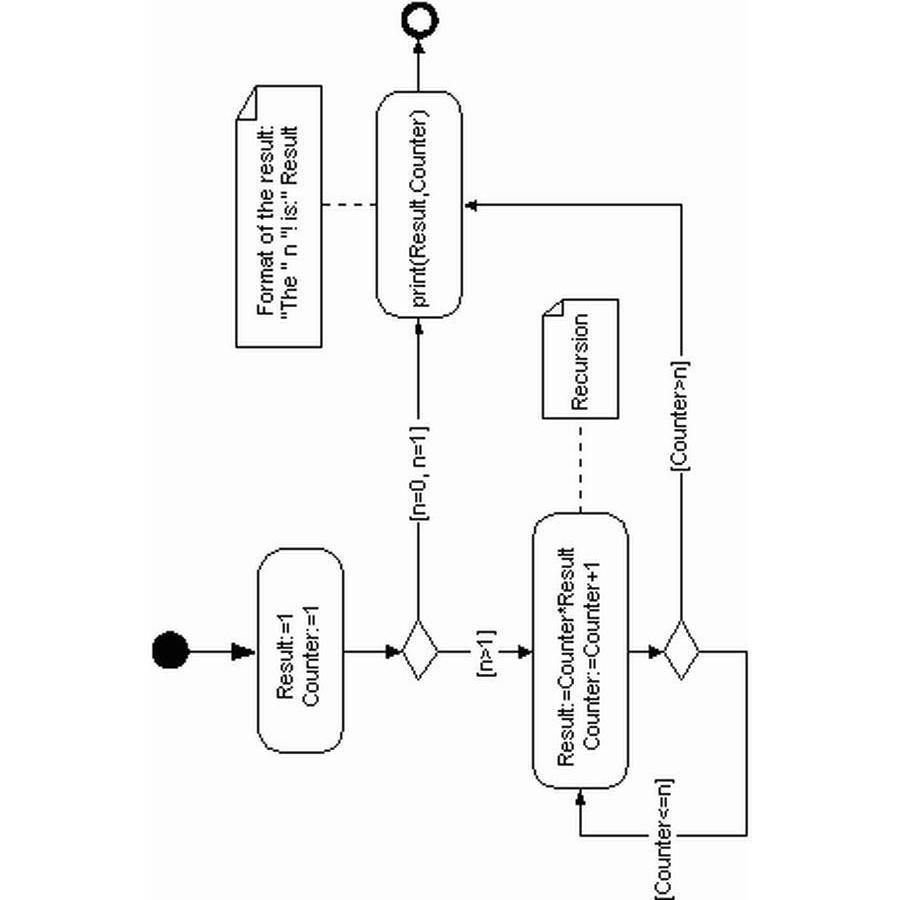 Result:=1
Counter:=1
[n=0, n=1]
[n>1]
Result:=Counter*Result
Counter:=Counter+1
Recursion
[Counter<=n]
[Counter>n]
print(Result,Counter)
Format of the result:
"The " n "! is:" Result